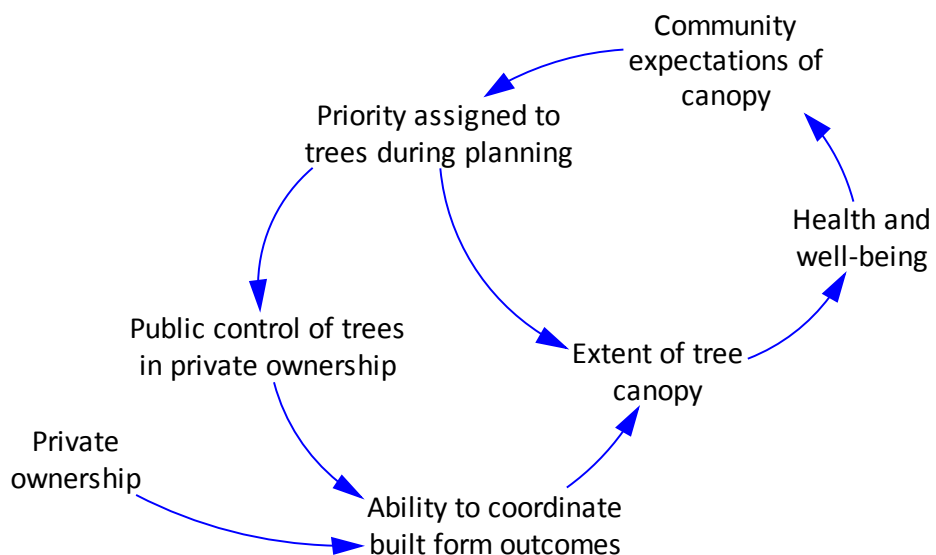 Community
expectations of
canopy
Priority assigned to
trees during planning
Health and
well-being
Public control of trees
in private ownership
Extent of tree
canopy
Private
ownership
Ability to coordinate
built form outcomes